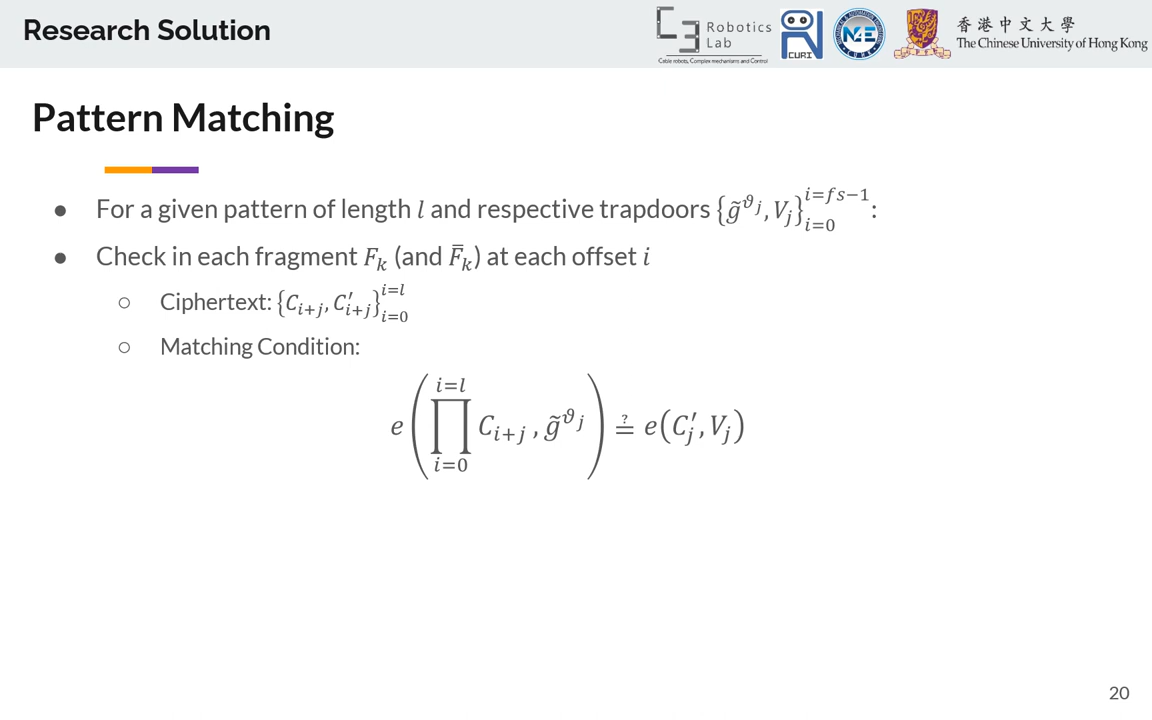 Research Solution
Robotics
Lab
Cable robots, Complex mechanisms and Control
CURI
香港中文大學
The Chinese University of Hong Kong
Pattern Matching
● For a given pattern of length l and respective trapdoors {g̃^{ϑ_j}, V_j}_{i=0}^{i=fs−1}:
● Check in each fragment F_k (and F̄_k) at each offset i
○ Ciphertext: {C_{i+j}, C′_{i+j}}_{i=0}^{i=l}
○ Matching Condition:
e(∏_{i=0}^{i=l} C_{i+j}, g̃^{ϑ_j}) ≟ e(C′_j, V_j)
20